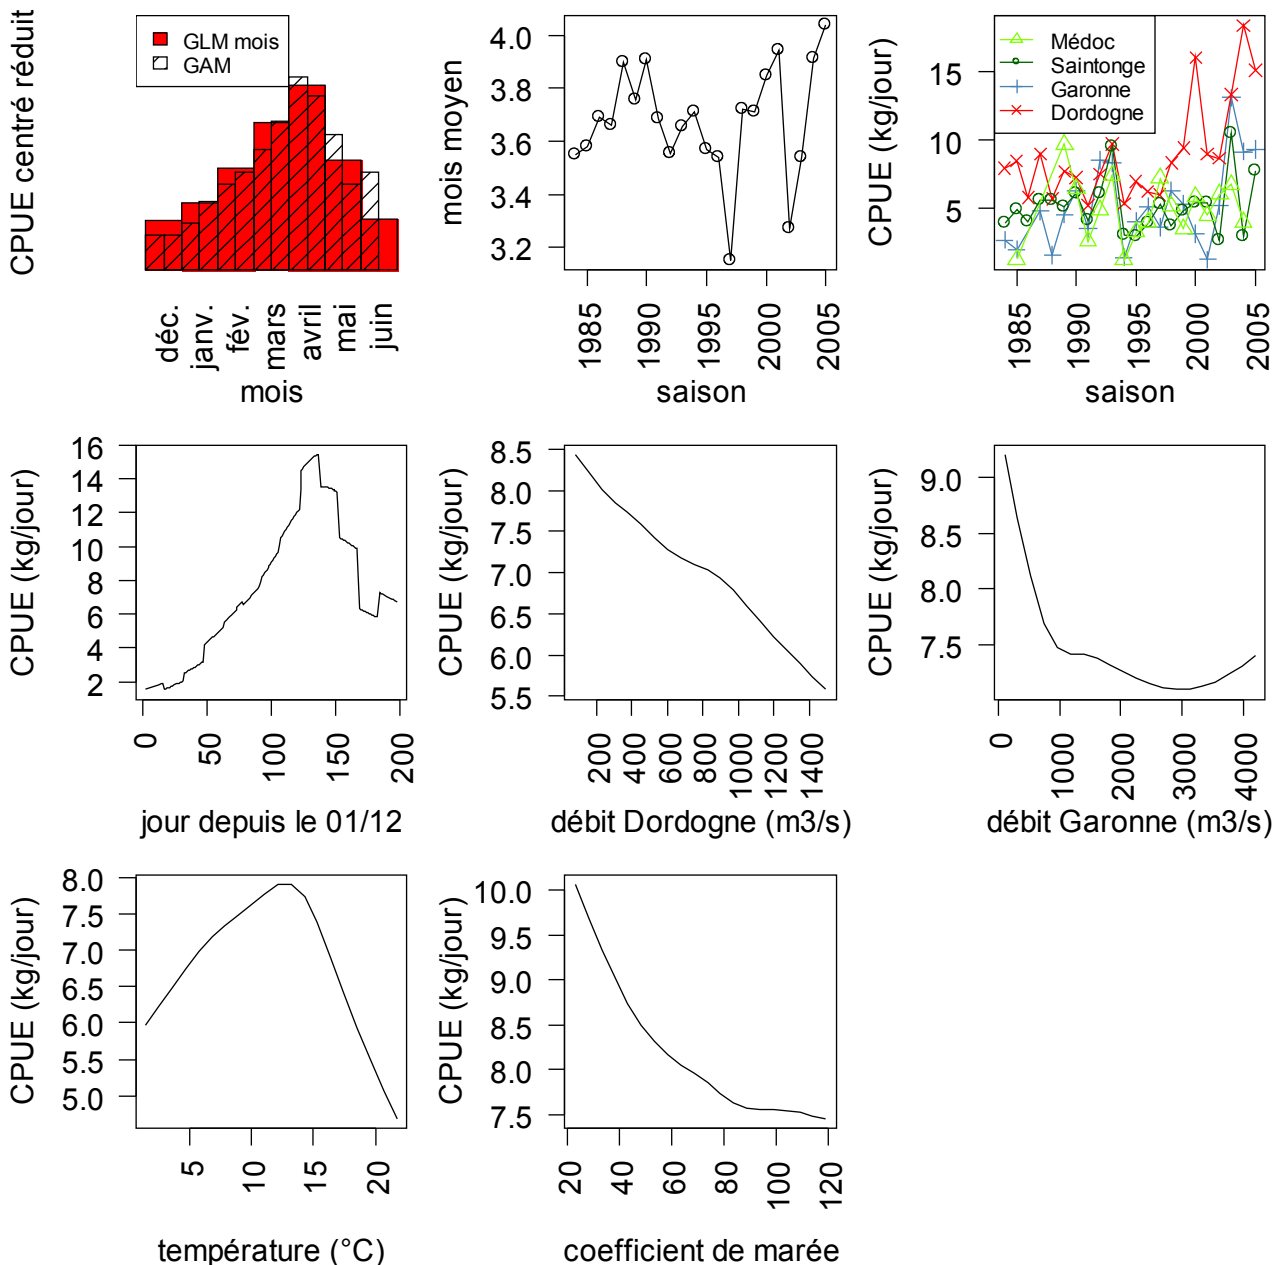 CPUE centré réduit
GLM mois
GAM
déc.
janv.
fév.
mars
avril
mai
juin
mois
mois moyen
4.0
3.8
3.6
3.4
3.2
1985
1990
1995
2000
2005
saison
CPUE (kg/jour)
15
10
5
Médoc
Saintonge
Garonne
Dordogne
1985
1990
1995
2000
2005
saison
CPUE (kg/jour)
16
14
12
10
8
6
4
2
0
50
100
150
200
jour depuis le 01/12
CPUE (kg/jour)
8.5
8.0
7.5
7.0
6.5
6.0
5.5
200
400
600
800
1000
1200
1400
débit Dordogne (m3/s)
CPUE (kg/jour)
9.0
8.5
8.0
7.5
0
1000
2000
3000
4000
débit Garonne (m3/s)
CPUE (kg/jour)
8.0
7.5
7.0
6.5
6.0
5.5
5.0
5
10
15
20
température (°C)
CPUE (kg/jour)
10.0
9.5
9.0
8.5
8.0
7.5
20
40
60
80
100
120
coefficient de marée